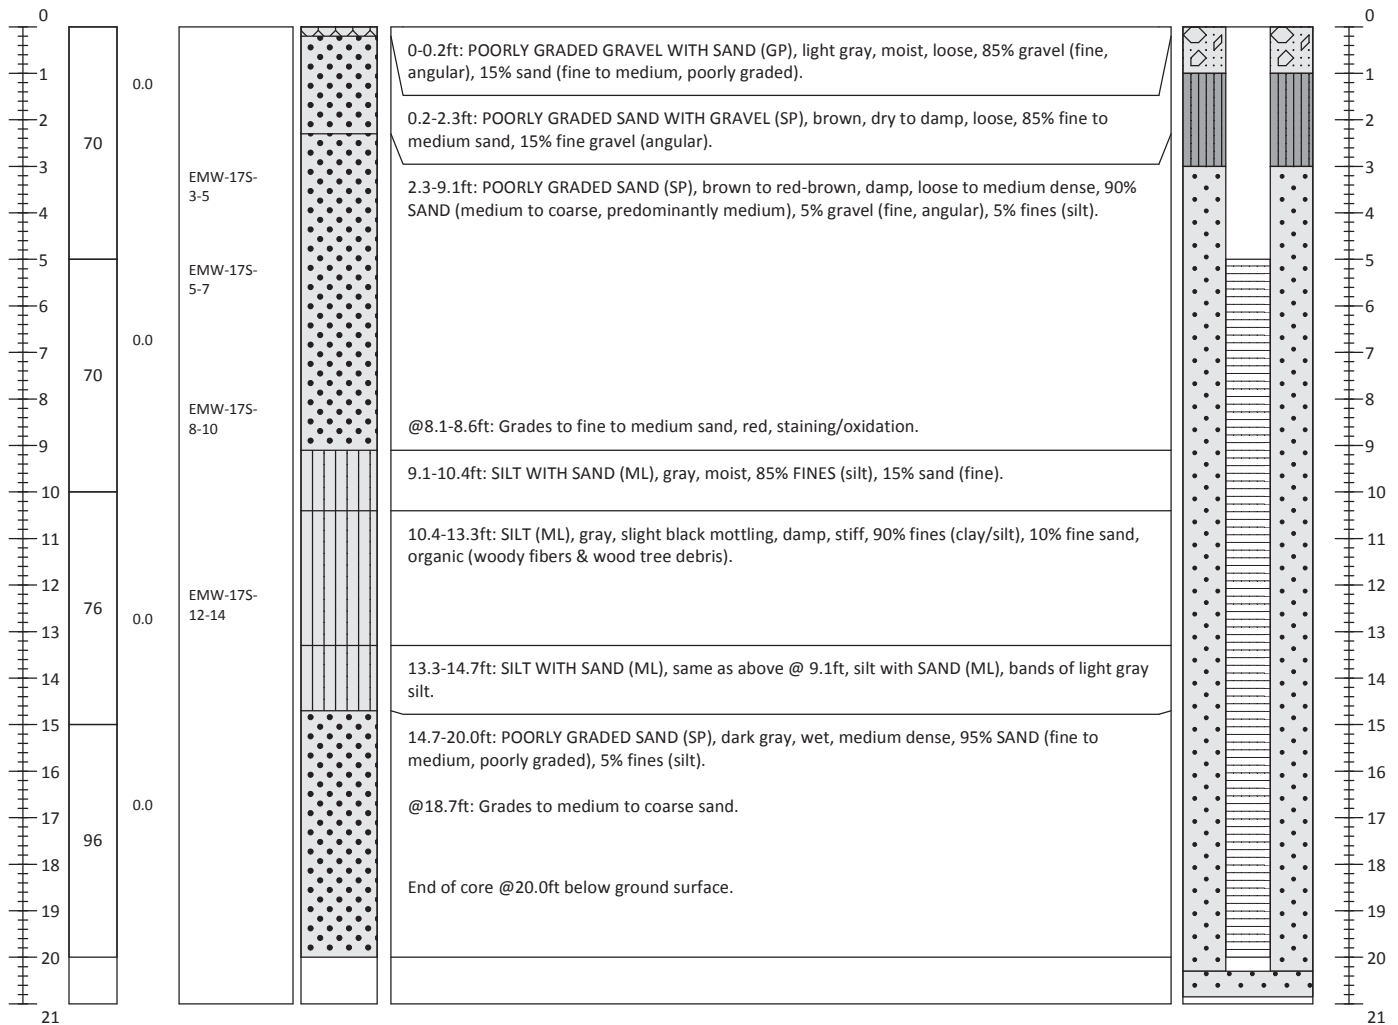 0
1
2
3
4
5
6
7
8
9
10
11
12
13
14
15
16
17
18
19
20
21
70
70
76
96
0.0
0.0
0.0
0.0
EMW-17S-
3-5
EMW-17S-
5-7
EMW-17S-
8-10
EMW-17S-
12-14
0-0.2ft: POORLY GRADED GRAVEL WITH SAND (GP), light gray, moist, loose, 85% gravel (fine,
angular), 15% sand (fine to medium, poorly graded).
0.2-2.3ft: POORLY GRADED SAND WITH GRAVEL (SP), brown, dry to damp, loose, 85% fine to
medium sand, 15% fine gravel (angular).
2.3-9.1ft: POORLY GRADED SAND (SP), brown to red-brown, damp, loose to medium dense, 90%
SAND (medium to coarse, predominantly medium), 5% gravel (fine, angular), 5% fines (silt).
@8.1-8.6ft: Grades to fine to medium sand, red, staining/oxidation.
9.1-10.4ft: SILT WITH SAND (ML), gray, moist, 85% FINES (silt), 15% sand (fine).
10.4-13.3ft: SILT (ML), gray, slight black mottling, damp, stiff, 90% fines (clay/silt), 10% fine sand,
organic (woody fibers & wood tree debris).
13.3-14.7ft: SILT WITH SAND (ML), same as above @ 9.1ft, silt with SAND (ML), bands of light gray
silt.
14.7-20.0ft: POORLY GRADED SAND (SP), dark gray, wet, medium dense, 95% SAND (fine to
medium, poorly graded), 5% fines (silt).
@18.7ft: Grades to medium to coarse sand.
End of core @20.0ft below ground surface.
0
1
2
3
4
5
6
7
8
9
10
11
12
13
14
15
16
17
18
19
20
21